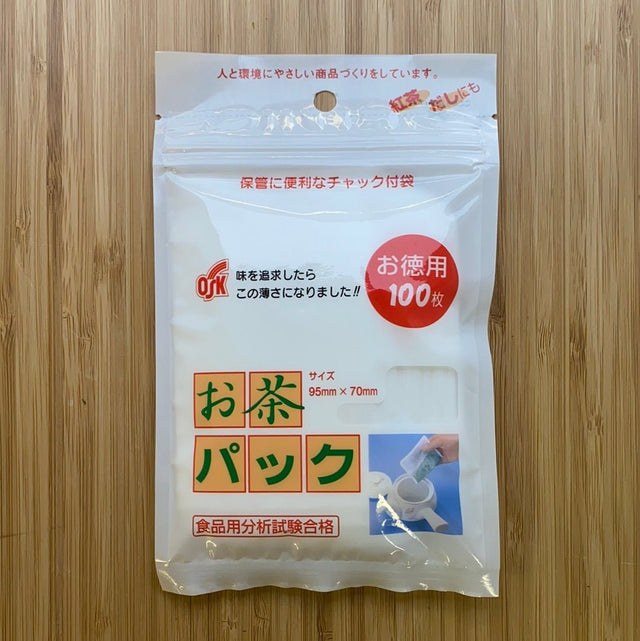 人と環境にやさしい商品づくりをしています。
紅茶 だしにも
保管に便利なチャック付袋
OSK
味を追求したら
この薄さになりました!!
お徳用
100枚
お茶
パック
サイズ
95mm×70mm
食品用分析試験合格